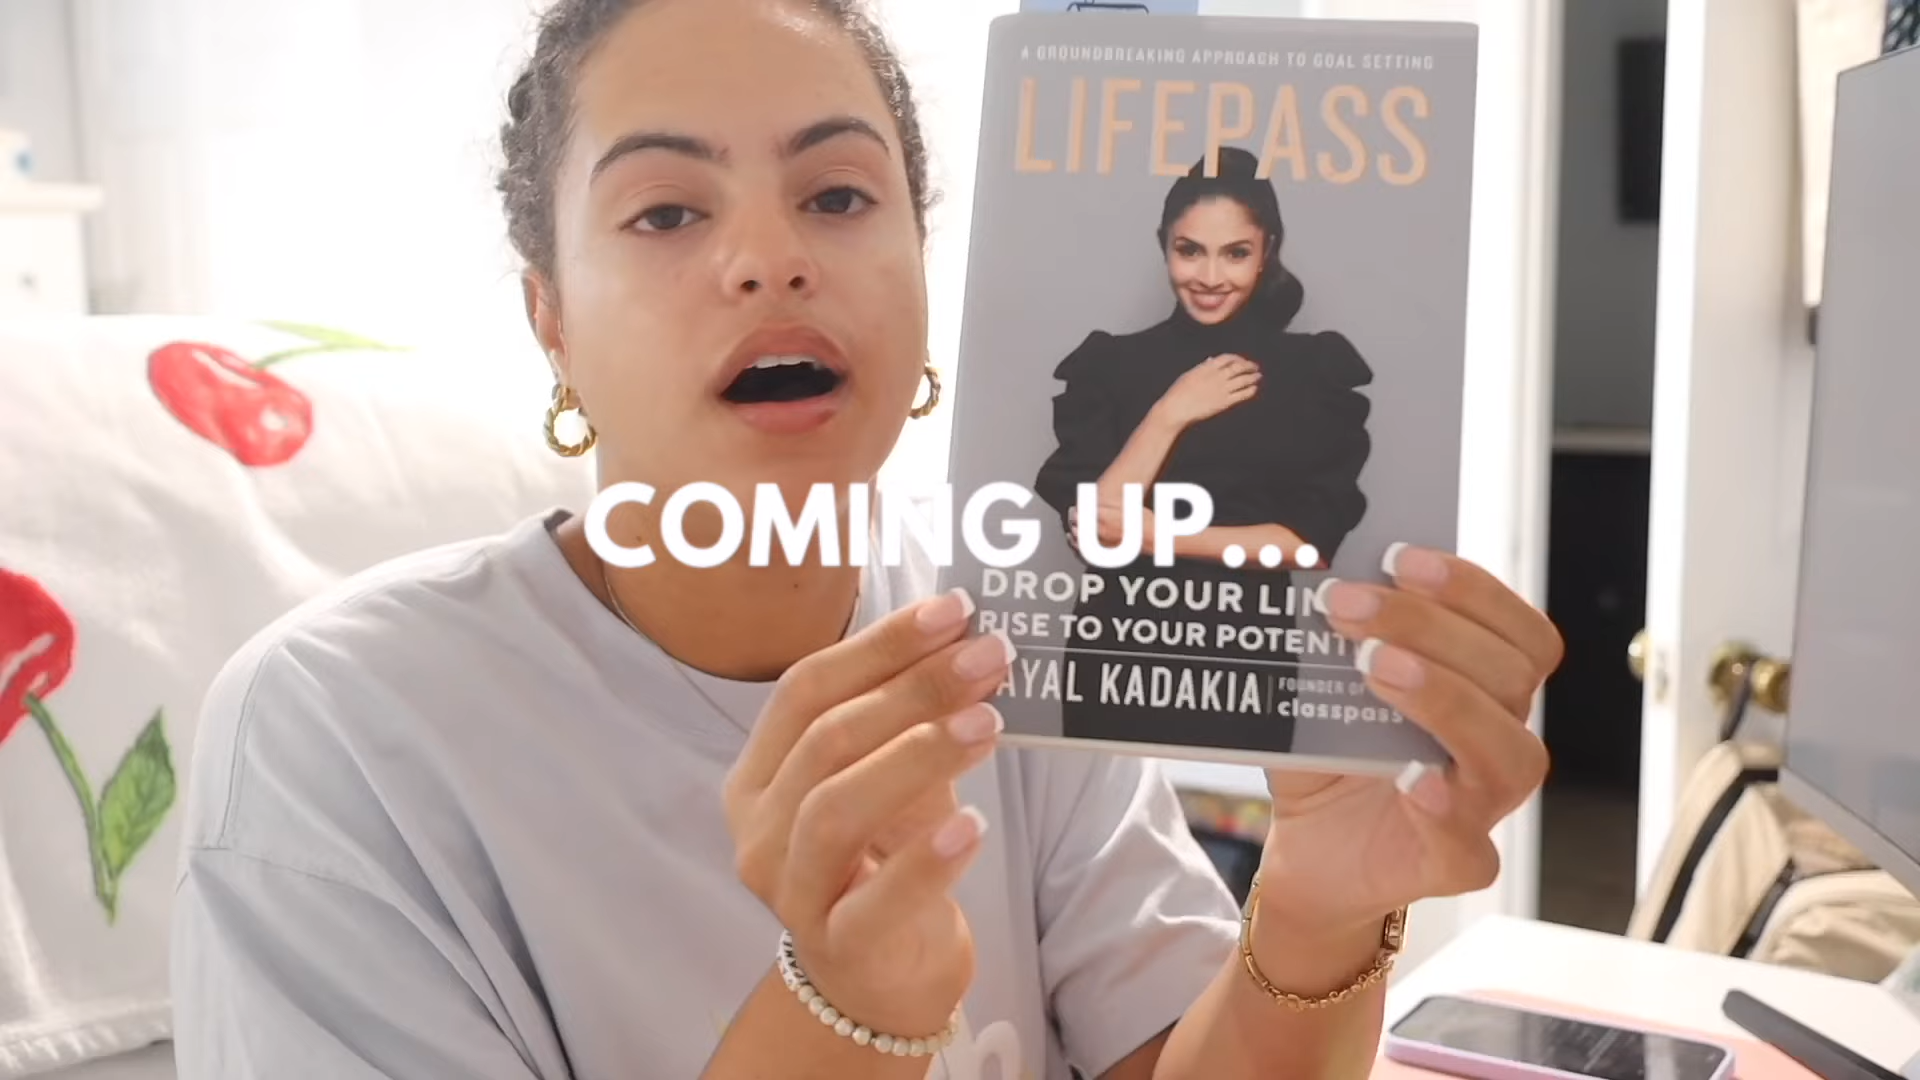 A GROUNDBREAKING APPROACH TO GOAL SETTING
LIFEPASS
COMING UP...
DROP YOUR
RISE TO YOUR
KADAKIA
FOUNDER OF
classpass